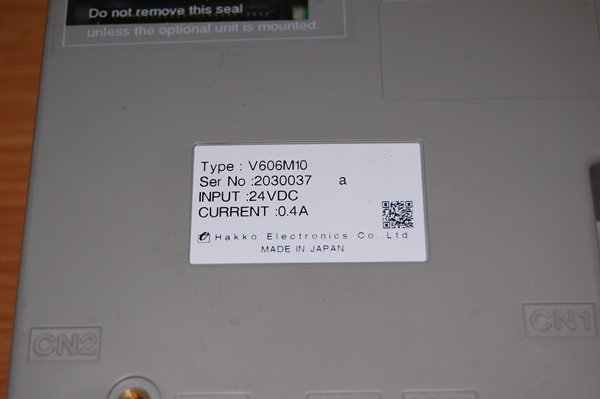 Do not remove this seal
unless the optional unit is mounted.
Type : V606M10
Ser No :2030037 a
INPUT :24VDC
CURRENT :0.4A
Hakko Electronics Co Ltd
MADE IN JAPAN
CN1
CN2